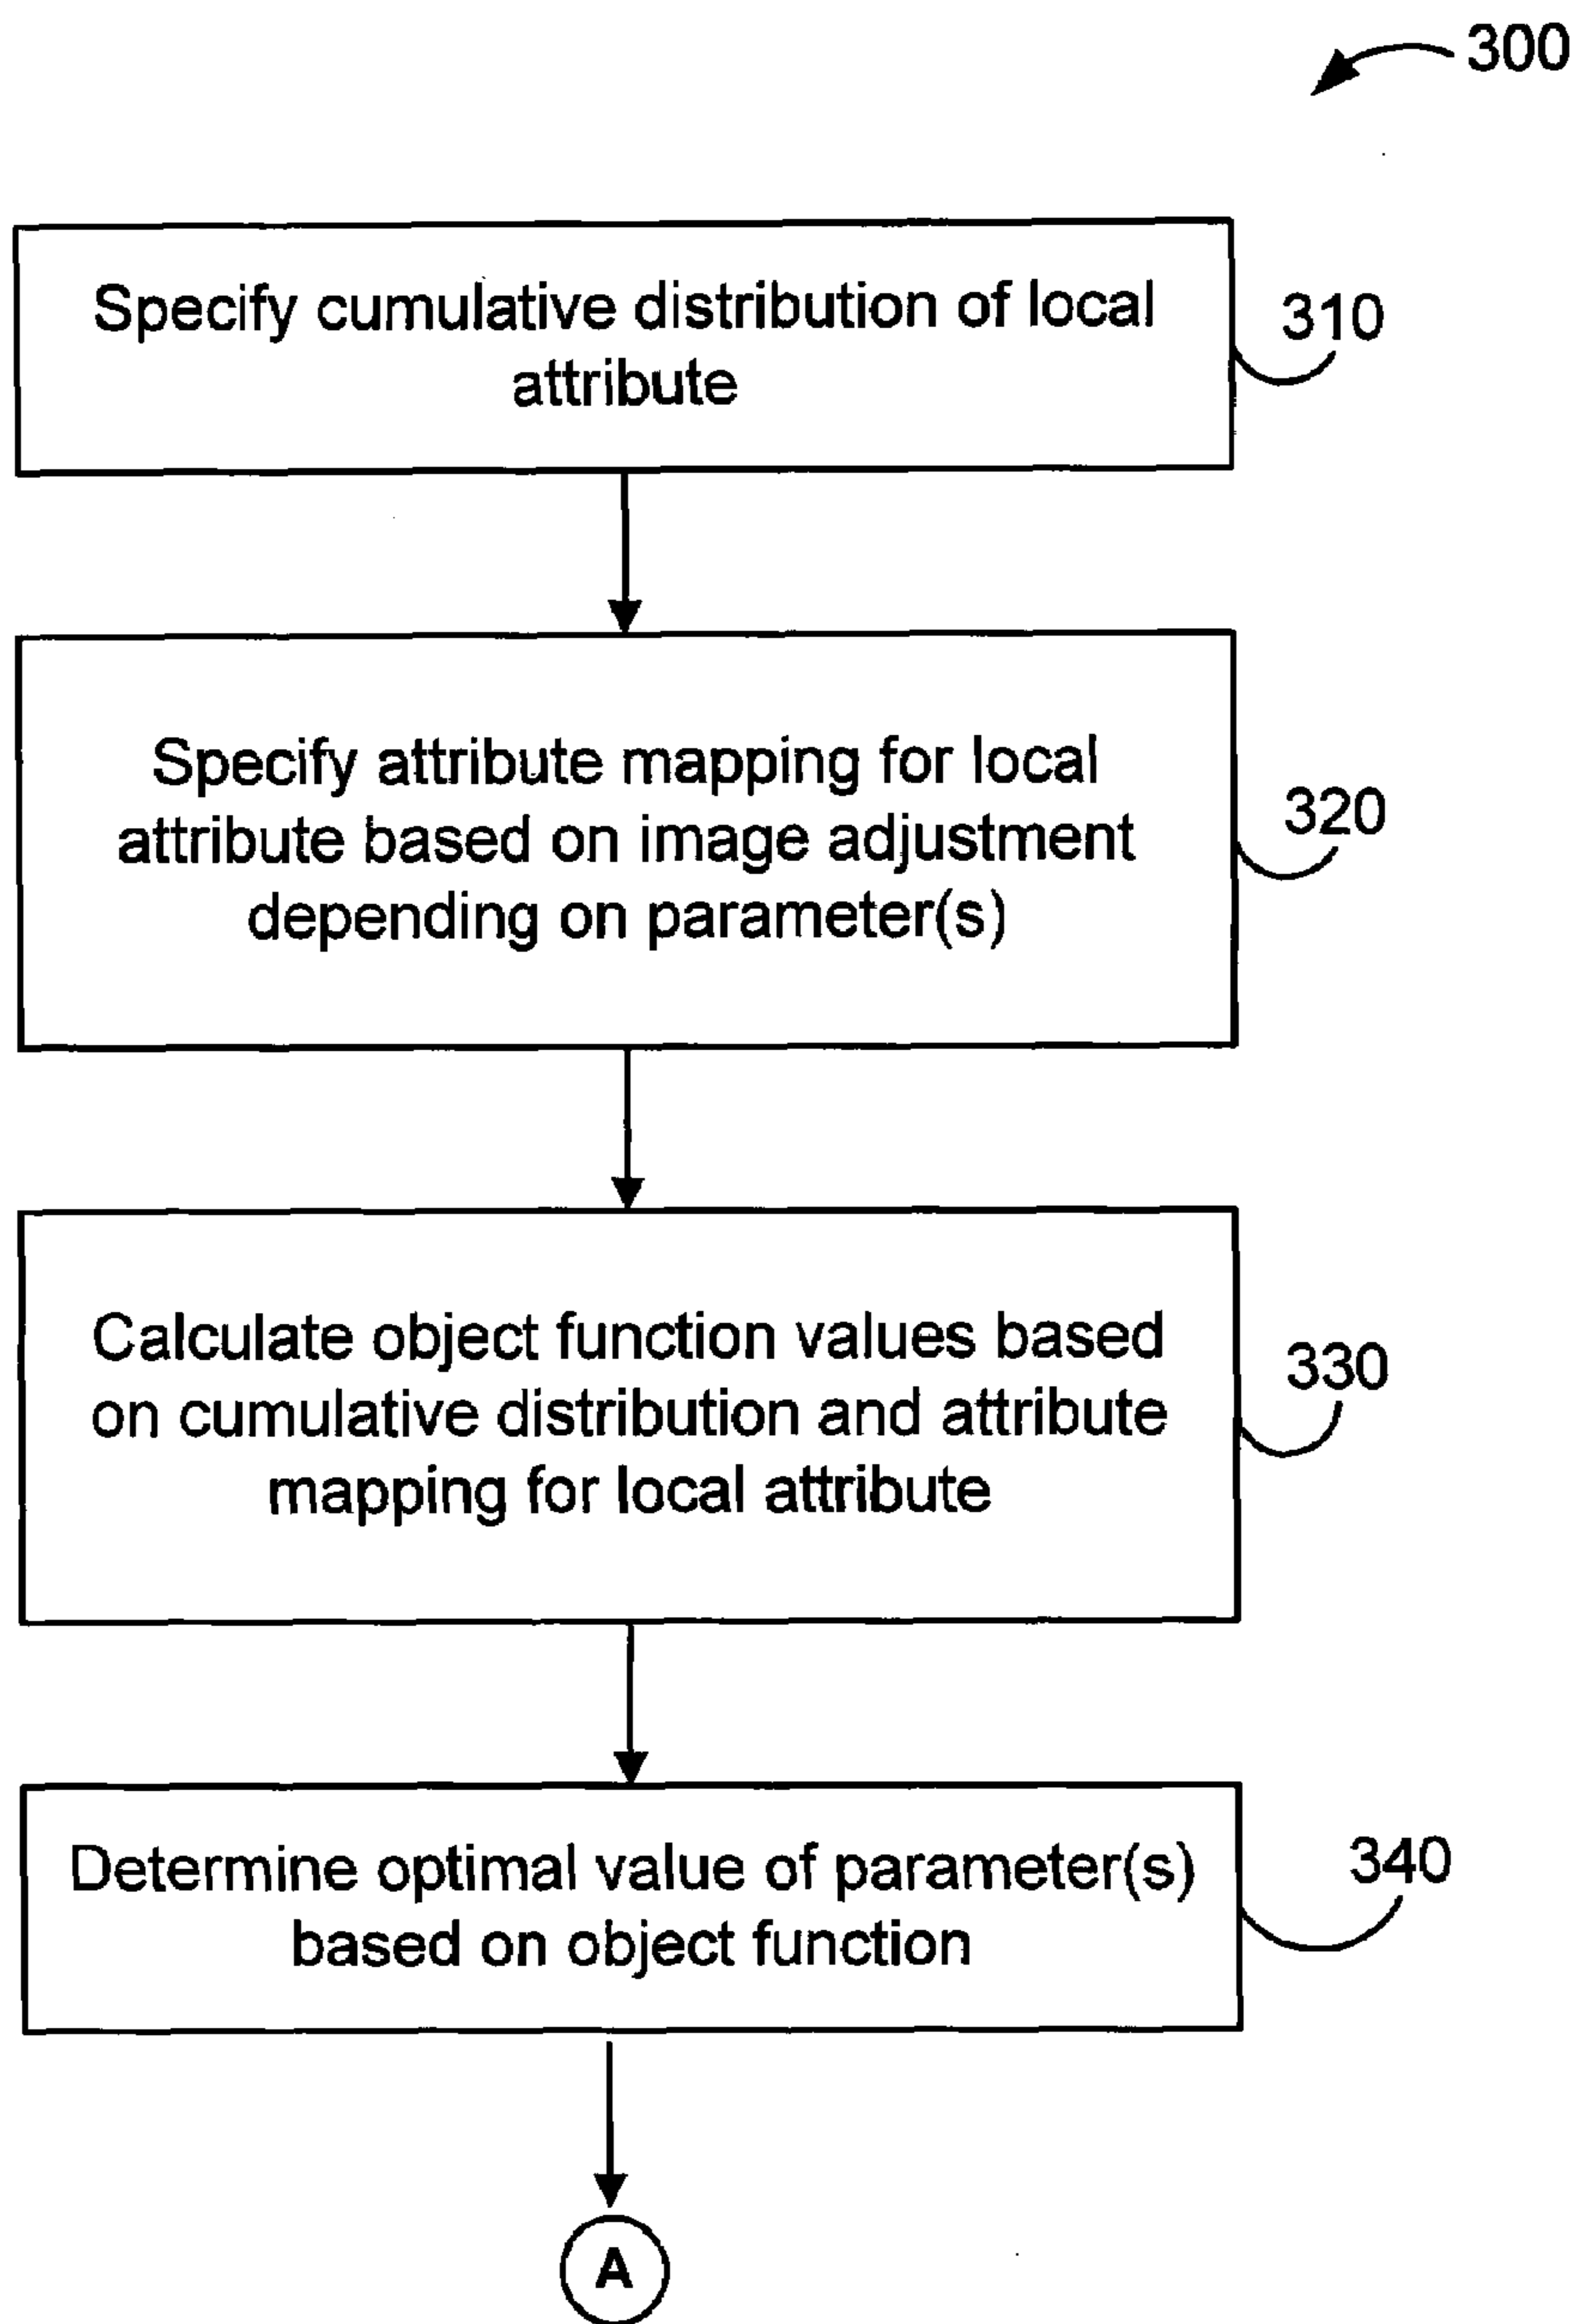 300
Specify cumulative distribution of local
attribute
310
Specify attribute mapping for local
attribute based on image adjustment
depending on parameter(s)
320
Calculate object function values based
on cumulative distribution and attribute
mapping for local attribute
330
Determine optimal value of parameter(s)
based on object function
340
A